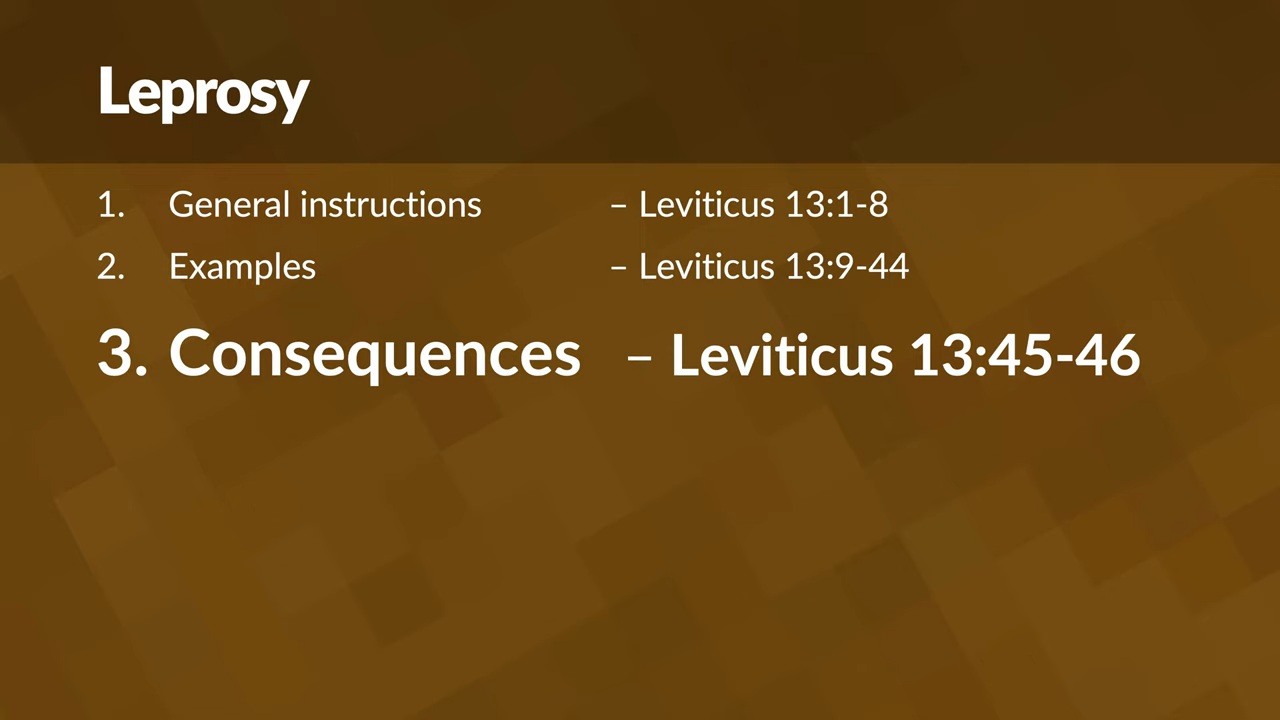 Leprosy
1. General instructions – Leviticus 13:1-8
2. Examples – Leviticus 13:9-44
3. Consequences – Leviticus 13:45-46